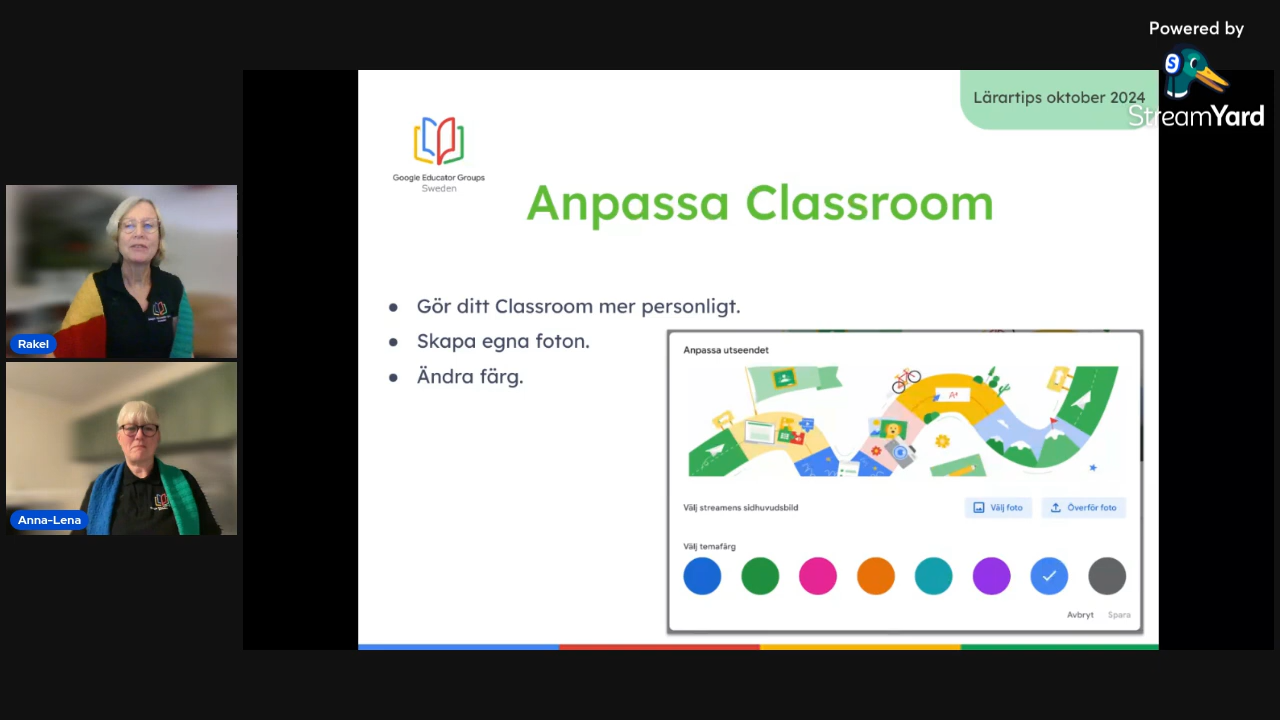 Powered by
StreamYard
Lärartips oktober 2024
Google Educator Groups
Sweden
Anpassa Classroom
Gör ditt Classroom mer personligt.
Skapa egna foton.
Ändra färg.
Anpassa utseendet
A+
Välj streamens sidhuvudsbild
Välj foto
Överför foto
Välj temafärg
Avbryt
Spara
Rakel
Anna-Lena